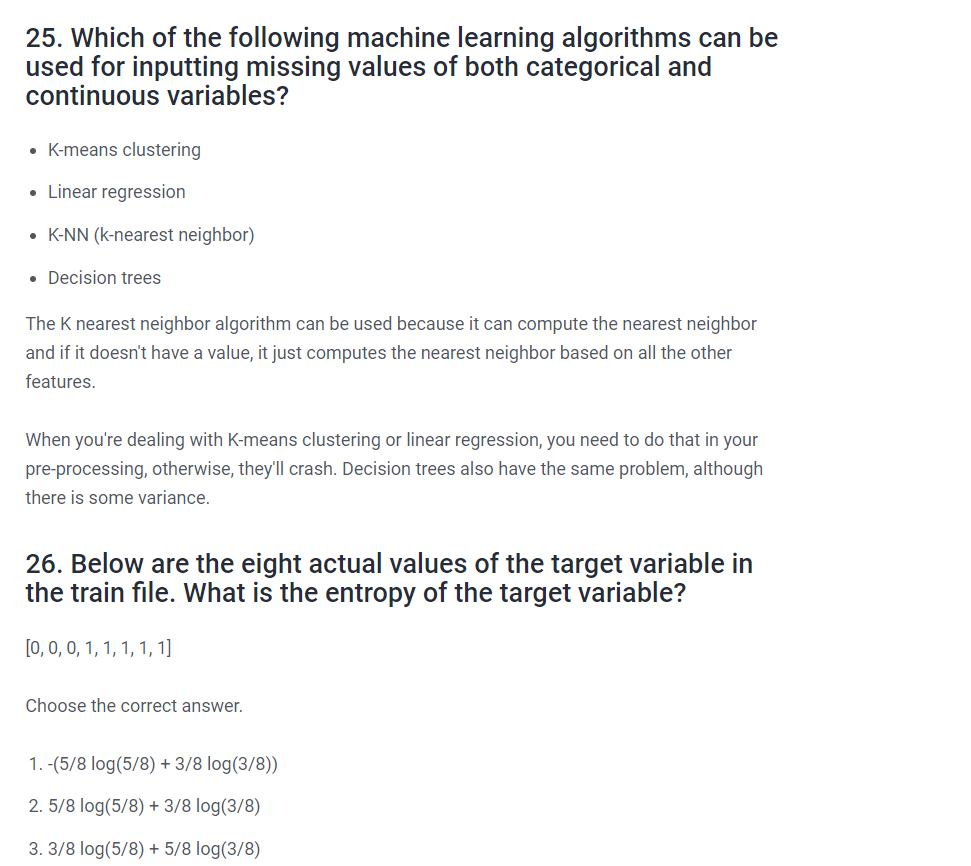 25. Which of the following machine learning algorithms can be
used for inputting missing values of both categorical and
continuous variables?
• K-means clustering
• Linear regression
• K-NN (k-nearest neighbor)
• Decision trees
The K nearest neighbor algorithm can be used because it can compute the nearest neighbor
and if it doesn't have a value, it just computes the nearest neighbor based on all the other
features.
When you're dealing with K-means clustering or linear regression, you need to do that in your
pre-processing, otherwise, they'll crash. Decision trees also have the same problem, although
there is some variance.
26. Below are the eight actual values of the target variable in
the train file. What is the entropy of the target variable?
[0, 0, 0, 1, 1, 1, 1, 1]
Choose the correct answer.
1. -(5/8 log(5/8) + 3/8 log(3/8))
2. 5/8 log(5/8) + 3/8 log(3/8)
3. 3/8 log(5/8) + 5/8 log(3/8)